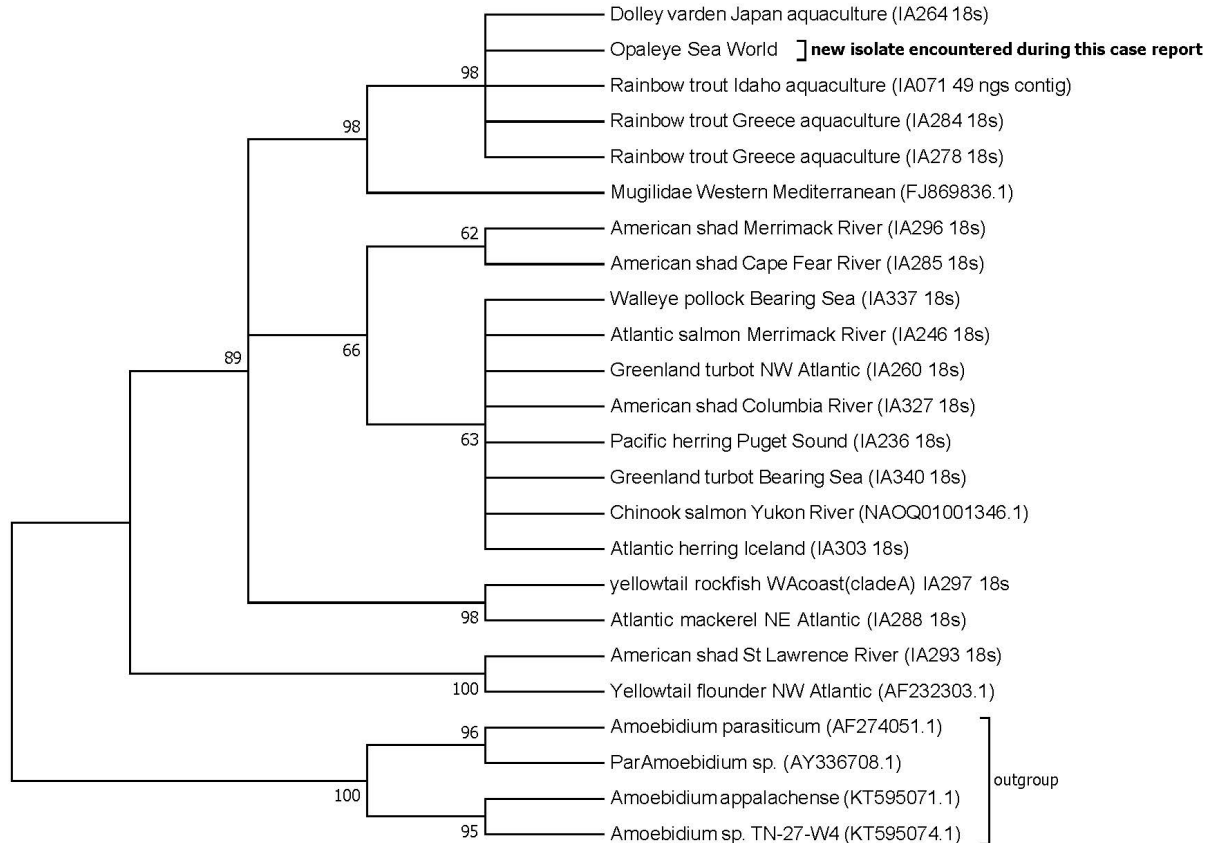 Dolley varden Japan aquaculture (IA264 18s)
Opaleye Sea World new isolate encountered during this case report
98
Rainbow trout Idaho aquaculture (IA071 49 ngs contig)
Rainbow trout Greece aquaculture (IA284 18s)
98
Rainbow trout Greece aquaculture (IA278 18s)
Mugilidae Western Mediterranean (FJ869836.1)
62
American shad Merrimack River (IA296 18s)
American shad Cape Fear River (IA285 18s)
Walleye pollock Bearing Sea (IA337 18s)
Atlantic salmon Merrimack River (IA246 18s)
66
89
Greenland turbot NW Atlantic (IA260 18s)
American shad Columbia River (IA327 18s)
63
Pacific herring Puget Sound (IA236 18s)
Greenland turbot Bearing Sea (IA340 18s)
Chinook salmon Yukon River (NAOQ01001346.1)
Atlantic herring Iceland (IA303 18s)
yellowtail rockfish WAcoast(cladeA) IA297 18s
98
Atlantic mackerel NE Atlantic (IA288 18s)
American shad St Lawrence River (IA293 18s)
100
Yellowtail flounder NW Atlantic (AF232303.1)
96
Amoebidium parasiticum (AF274051.1)
ParAmoebidium sp. (AY336708.1)
outgroup
100
Amoebidium appalachense (KT595071.1)
95
Amoebidium sp. TN-27-W4 (KT595074.1)